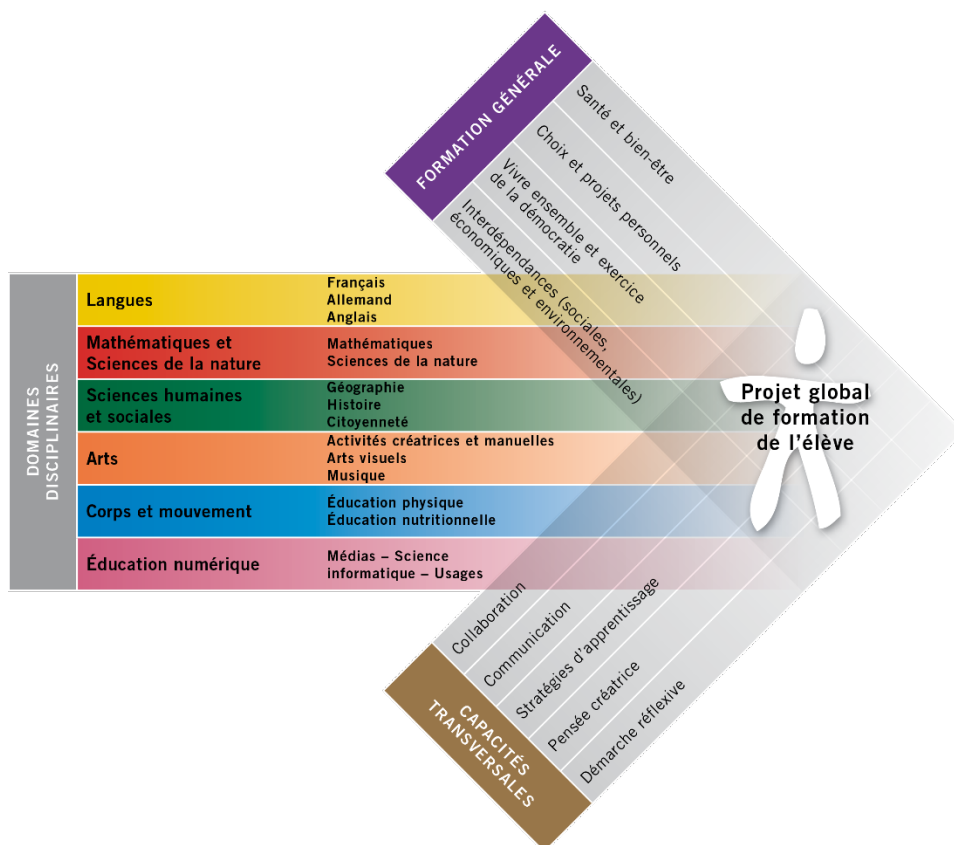 FORMATION GÉNÉRALE
Santé et bien-être
Choix et projets personnels
Vivre ensemble et exercice
de la démocratie
Interdépendances (sociales,
économiques et environnementales)
DOMAINES
DISCIPLINAIRES
Langues
Français
Allemand
Anglais
Mathématiques et
Sciences de la nature
Mathématiques
Sciences de la nature
Sciences humaines
et sociales
Géographie
Histoire
Citoyenneté
Arts
Activités créatrices et manuelles
Arts visuels
Musique
Corps et mouvement
Éducation physique
Éducation nutritionnelle
Éducation numérique
Médias – Science
informatique – Usages
Projet global
de formation
de l’élève
CAPACITÉS
TRANSVERSALES
Collaboration
Communication
Stratégies d’apprentissage
Pensée créatrice
Démarche réflexive